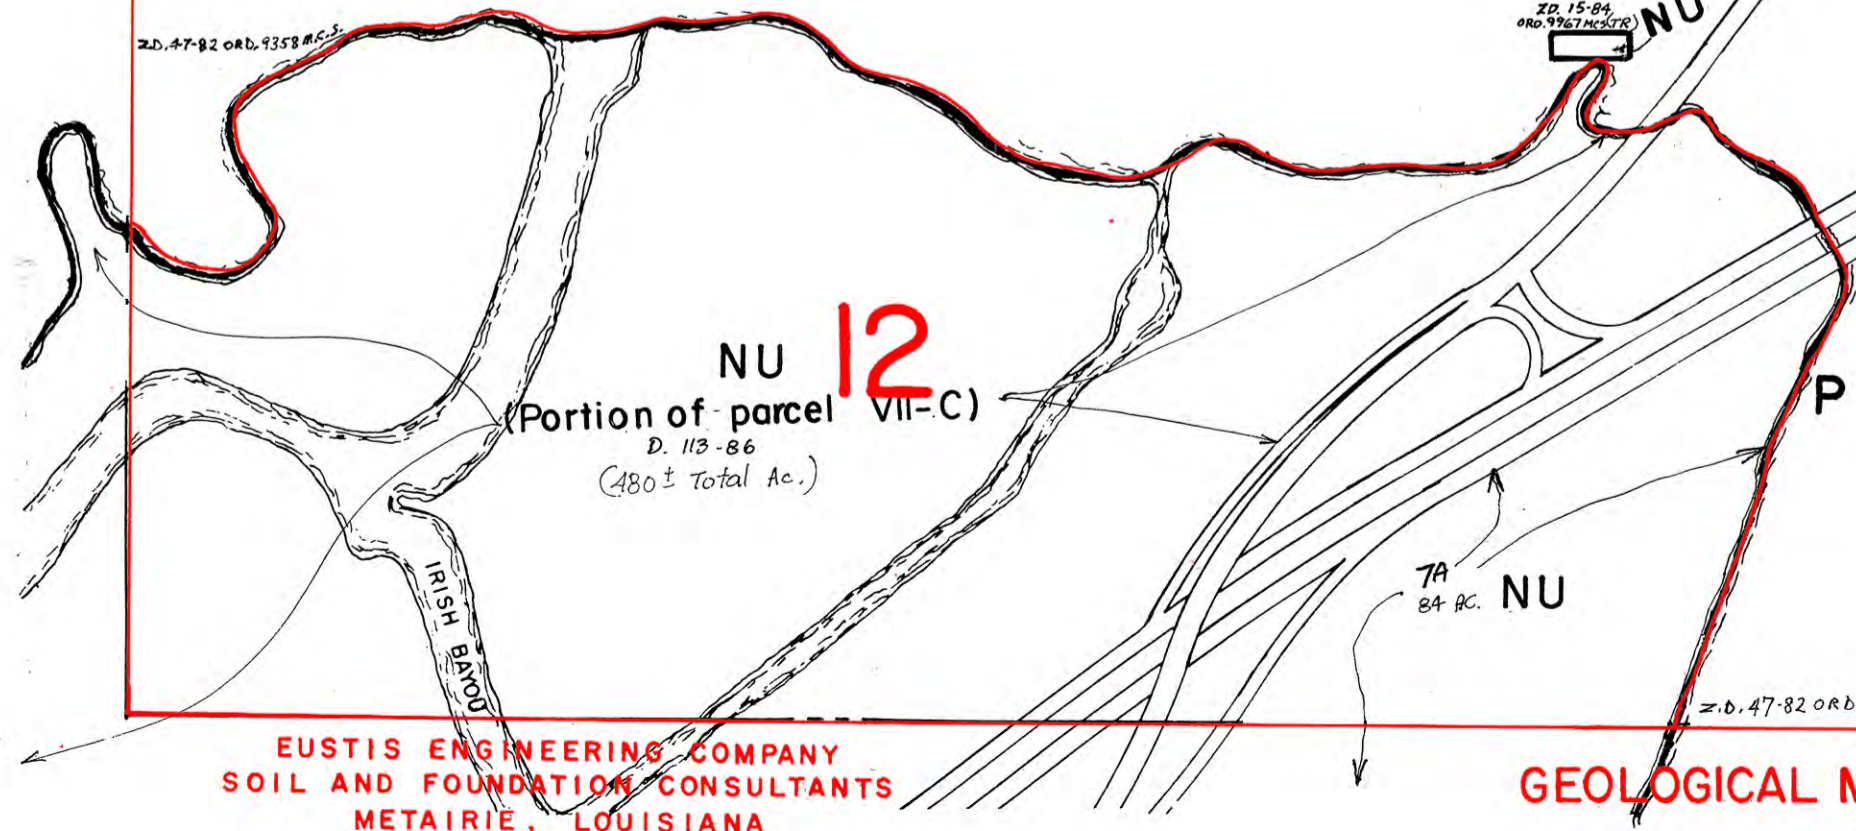 Z.D. 47-82 ORD. 9358 M.C.S.
Z.D. 15-84
ORD. 9967 MCS(TR)
NU
NU 12
(Portion of parcel VII-C)
D. 113-86
(480± Total Ac.)
P
IRISH BAYOU
7A
84 AC. NU
Z.D. 47-82 ORD
EUSTIS ENGINEERING COMPANY
SOIL AND FOUNDATION CONSULTANTS
METAIRIE, LOUISIANA
GEOLOGICAL M